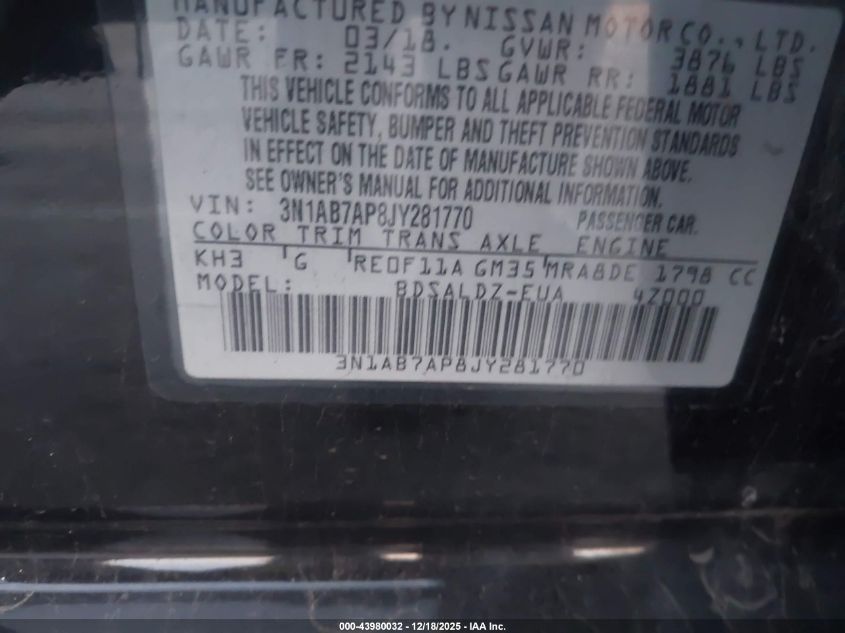 MANUFACTURED BY NISSAN MOTOR CO., LTD.
DATE: 03/18. GVWR: 3876 LBS
GAWR FR: 2143 LBS GAWR RR: 1881 LBS
THIS VEHICLE CONFORMS TO ALL APPLICABLE FEDERAL MOTOR
VEHICLE SAFETY, BUMPER AND THEFT PREVENTION STANDARDS
IN EFFECT ON THE DATE OF MANUFACTURE SHOWN ABOVE.
SEE OWNER'S MANUAL FOR ADDITIONAL INFORMATION.
VIN: 3N1AB7AP8JY281770 PASSENGER CAR.
COLOR TRIM TRANS AXLE ENGINE
KH3 G RE0F11A GM35 MRA8DE 1798 CC
MODEL: BDSALDZ-EUA 4Z000
3N1AB7AP8JY281770
000-43980032 - 12/18/2025 - IAA Inc.